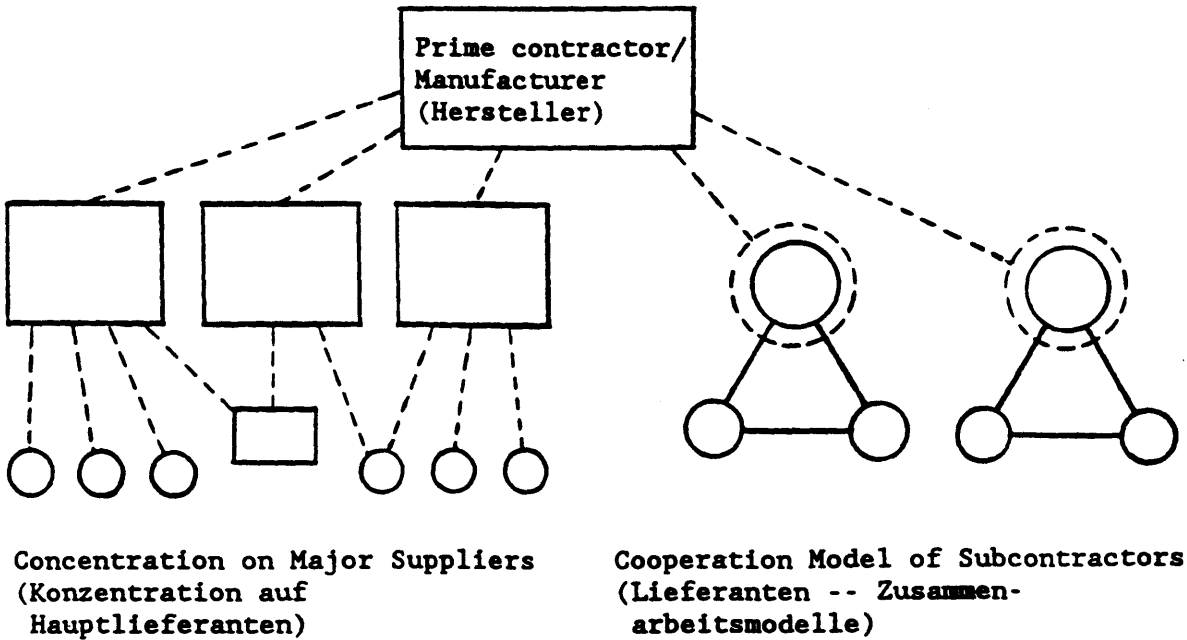 Prime contractor/
Manufacturer
(Hersteller)
Concentration on Major Suppliers
(Konzentration auf
Hauptlieferanten)
Cooperation Model of Subcontractors
(Lieferanten -- Zusammen-
arbeitsmodelle)